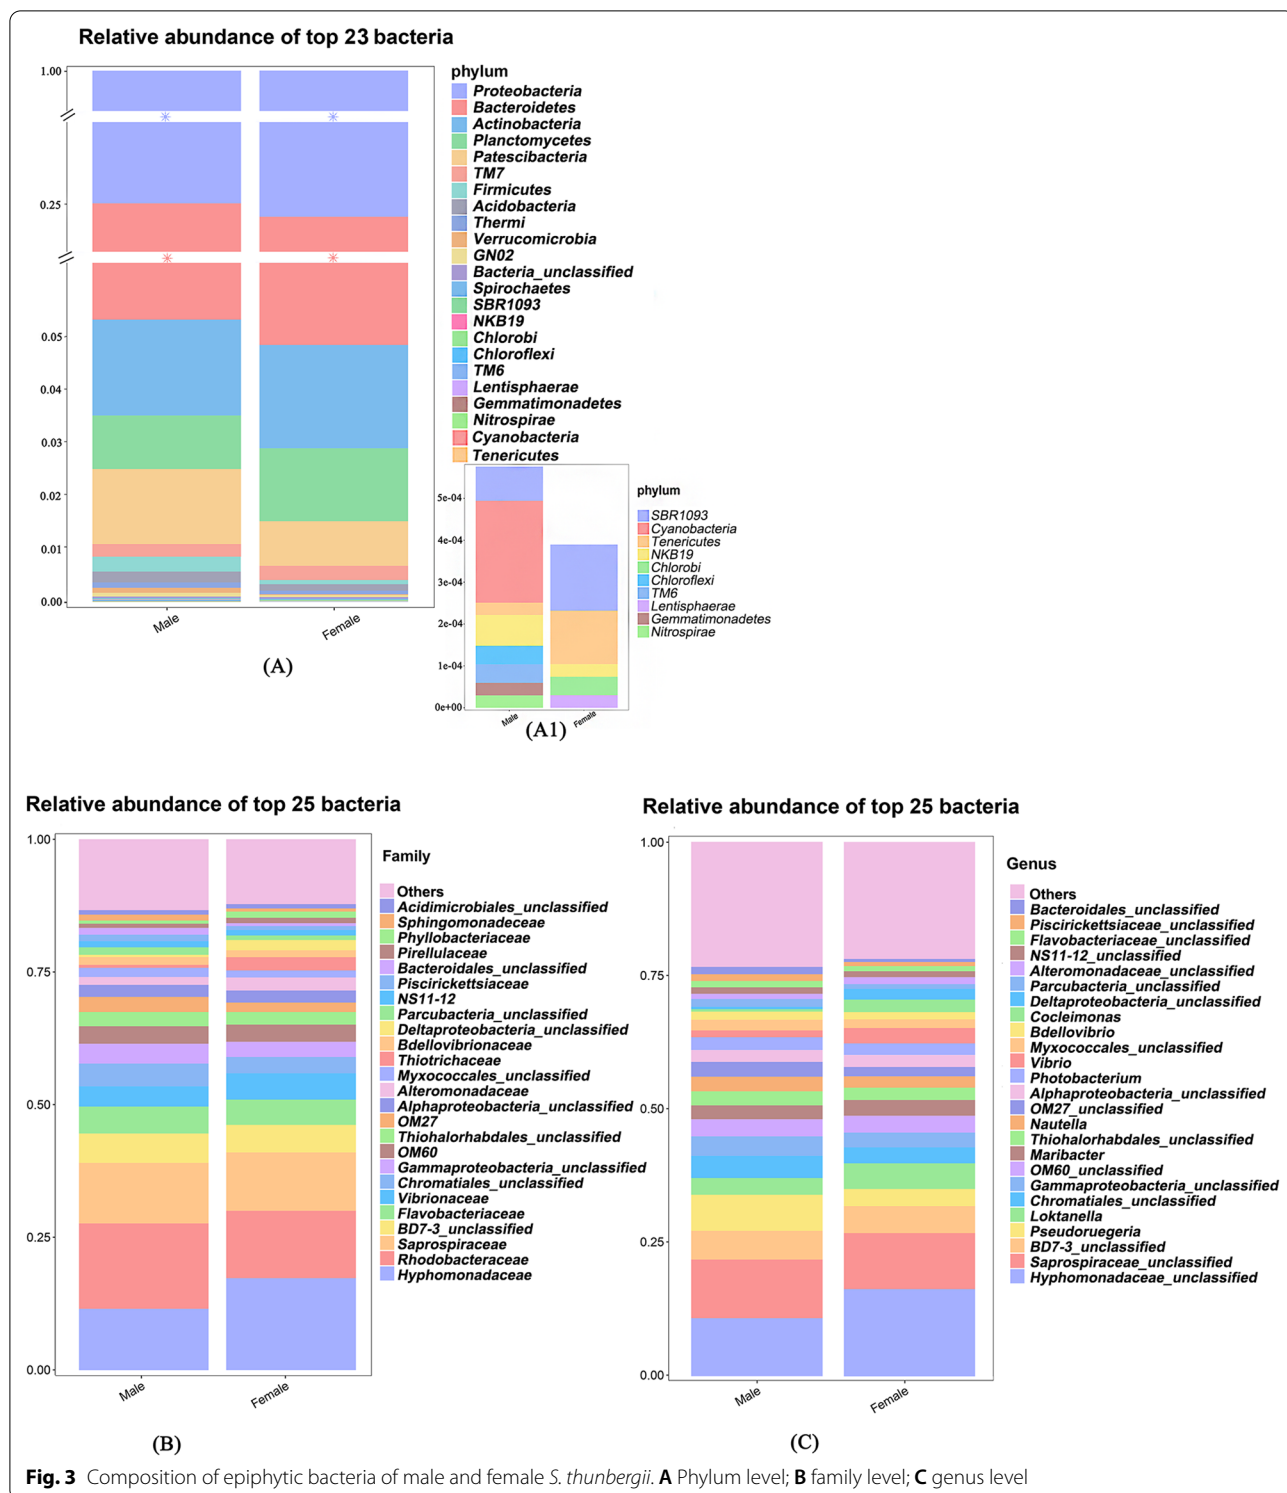 Relative abundance of top 23 bacteria
1.00
0.25
0.05
0.04
0.03
0.02
0.01
0.00
Male
Female
(A)
phylum
Proteobacteria
Bacteroidetes
Actinobacteria
Planctomycetes
Patescibacteria
TM7
Firmicutes
Acidobacteria
Thermi
Verrucomicrobia
GN02
Bacteria_unclassified
Spirochaetes
SBR1093
NKB19
Chlorobi
Chloroflexi
TM6
Lentisphaerae
Gemmatimonadetes
Nitrospirae
Cyanobacteria
Tenericutes
5e-04
4e-04
3e-04
2e-04
1e-04
0e+00
Male
Female
(A1)
phylum
SBR1093
Cyanobacteria
Tenericutes
NKB19
Chlorobi
Chloroflexi
TM6
Lentisphaerae
Gemmatimonadetes
Nitrospirae
Relative abundance of top 25 bacteria
1.00
0.75
0.50
0.25
0.00
Male
Female
(B)
Family
Others
Acidimicrobiales_unclassified
Sphingomonadeceae
Phyllobacteriaceae
Pirellulaceae
Bacteroidales_unclassified
Piscirickettsiaceae
NS11-12
Parcubacteria_unclassified
Deltaproteobacteria_unclassified
Bdellovibrionaceae
Thiotrichaceae
Myxococcales_unclassified
Alteromonadaceae
Alphaproteobacteria_unclassified
OM27
Thiohalorhabdales_unclassified
OM60
Gammaproteobacteria_unclassified
Chromatiales_unclassified
Vibrionaceae
Flavobacteriaceae
BD7-3_unclassified
Saprospiraceae
Rhodobacteraceae
Hyphomonadaceae
Relative abundance of top 25 bacteria
1.00
0.75
0.50
0.25
0.00
Male
Female
(C)
Genus
Others
Bacteroidales_unclassified
Piscirickettsiaceae_unclassified
Flavobacteriaceae_unclassified
NS11-12_unclassified
Alteromonadaceae_unclassified
Parcubacteria_unclassified
Deltaproteobacteria_unclassified
Cocleimonas
Bdellovibrio
Myxococcales_unclassified
Vibrio
Photobacterium
Alphaproteobacteria_unclassified
OM27_unclassified
Nautella
Thiohalorhabdales_unclassified
Maribacter
OM60_unclassified
Gammaproteobacteria_unclassified
Chromatiales_unclassified
Loktanella
Pseudoruegeria
BD7-3_unclassified
Saprospiraceae_unclassified
Hyphomonadaceae_unclassified
Fig. 3 Composition of epiphytic bacteria of male and female S. thunbergii. A Phylum level; B family level; C genus level